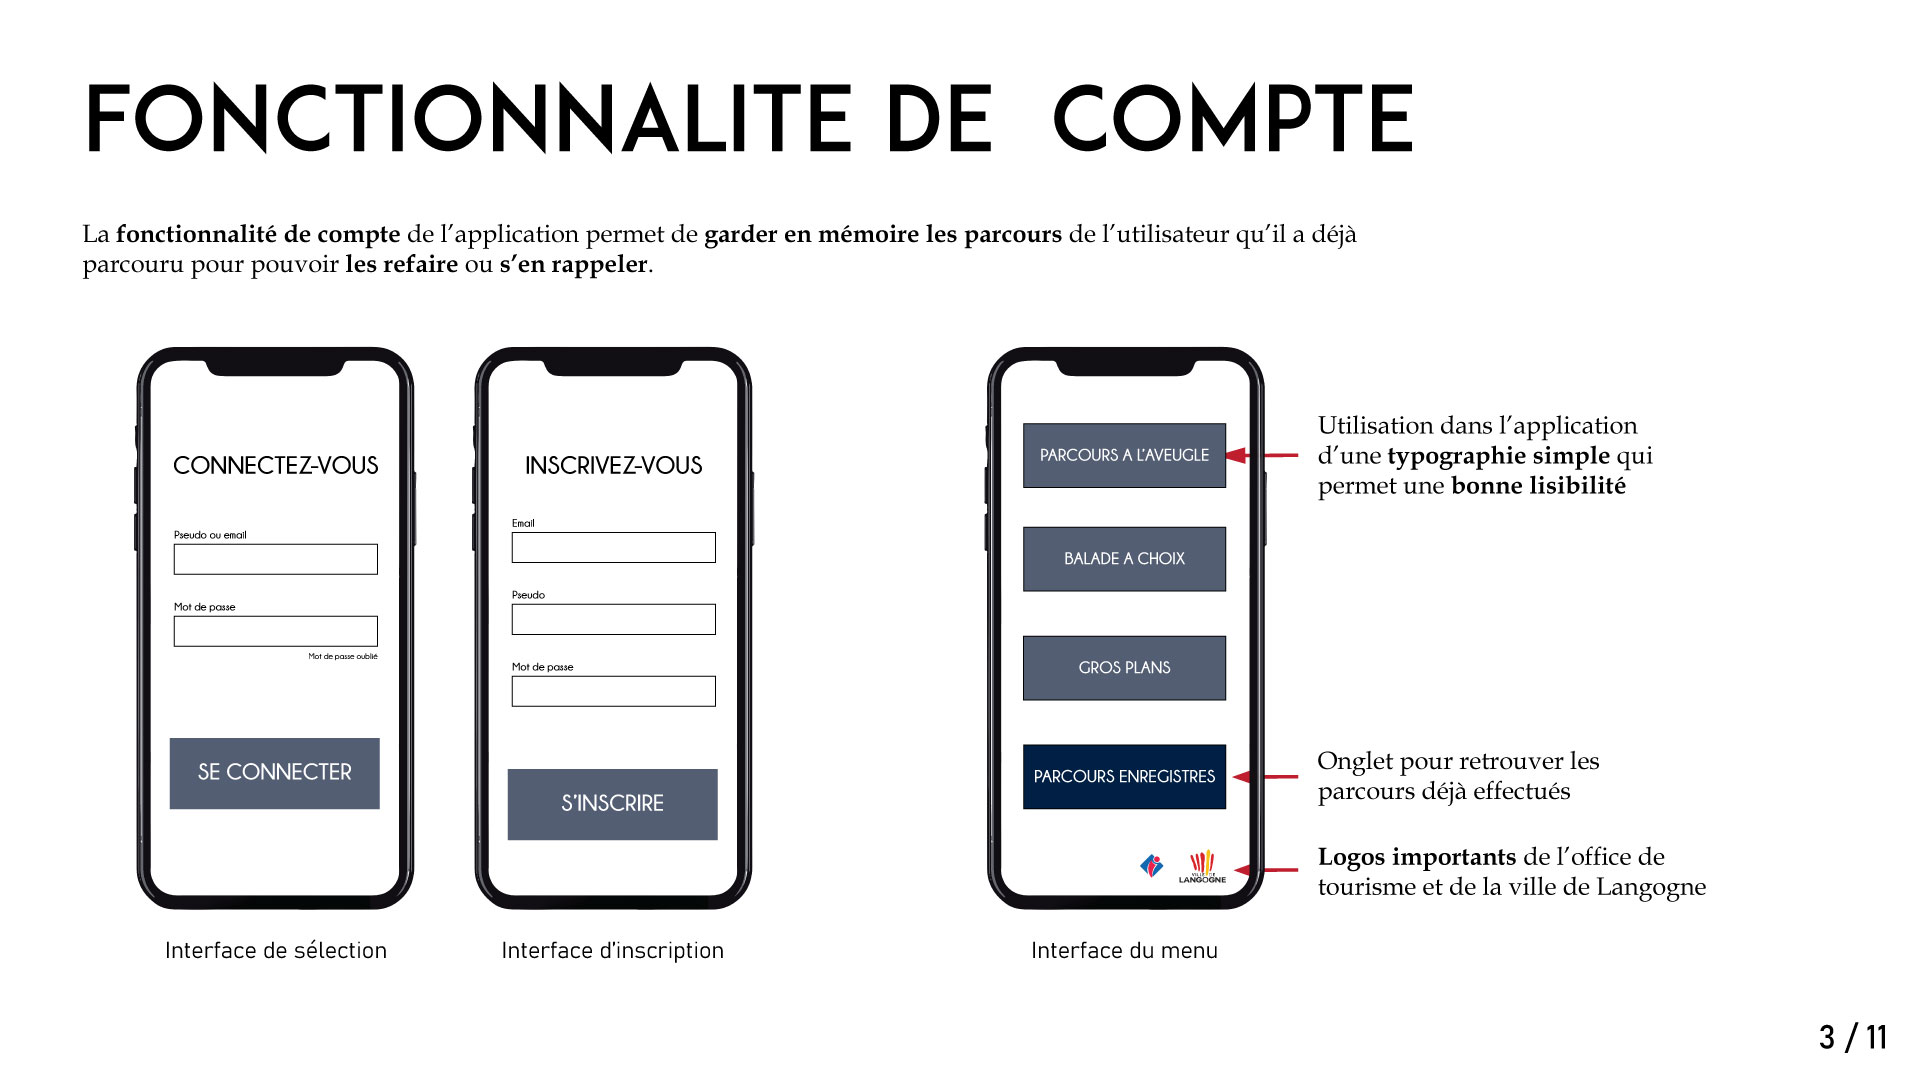 FONCTIONNALITE DE COMPTE
La fonctionnalité de compte de l’application permet de garder en mémoire les parcours de l’utilisateur qu’il a déjà
parcouru pour pouvoir les refaire ou s’en rappeler.
CONNECTEZ-VOUS
Pseudo ou email
Mot de passe
Mot de passe oublié
SE CONNECTER
Interface de sélection
INSCRIVEZ-VOUS
Email
Pseudo
Mot de passe
S’INSCRIRE
Interface d’inscription
PARCOURS A L’AVEUGLE
BALADE A CHOIX
GROS PLANS
PARCOURS ENREGISTRES
VILLE DE
LANGOGNE
Interface du menu
Utilisation dans l’application
d’une typographie simple qui
permet une bonne lisibilité
Onglet pour retrouver les
parcours déjà effectués
Logos importants de l’office de
tourisme et de la ville de Langogne
3 / 11